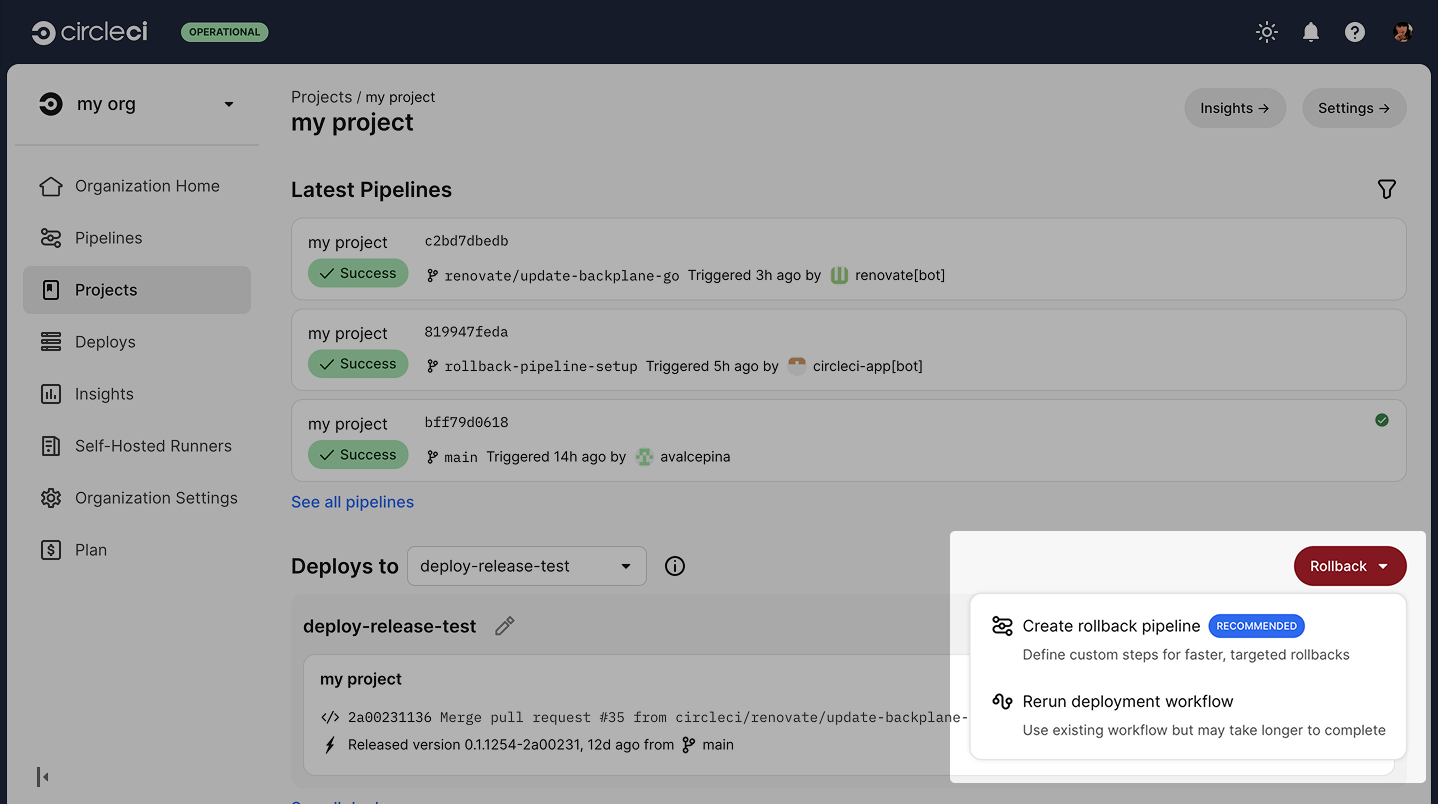 circleci
OPERATIONAL
my org
Organization Home
Pipelines
Projects
Deploys
Insights
Self-Hosted Runners
Organization Settings
Plan
Projects / my project
my project
Insights →
Settings →
Latest Pipelines
my project c2bd7dbedb
Success renovate/update-backplane-go Triggered 3h ago by renovate[bot]
my project 819947feda
Success rollback-pipeline-setup Triggered 5h ago by circleci-app[bot]
my project bff79d0618
Success main Triggered 14h ago by avalcepina
See all pipelines
Deploys to deploy-release-test
Rollback
Create rollback pipeline RECOMMENDED
Define custom steps for faster, targeted rollbacks
Rerun deployment workflow
Use existing workflow but may take longer to complete
deploy-release-test
my project
2a00231136 Merge pull request #35 from circleci/renovate/update-backplane-
Released version 0.1.1254-2a00231, 12d ago from main